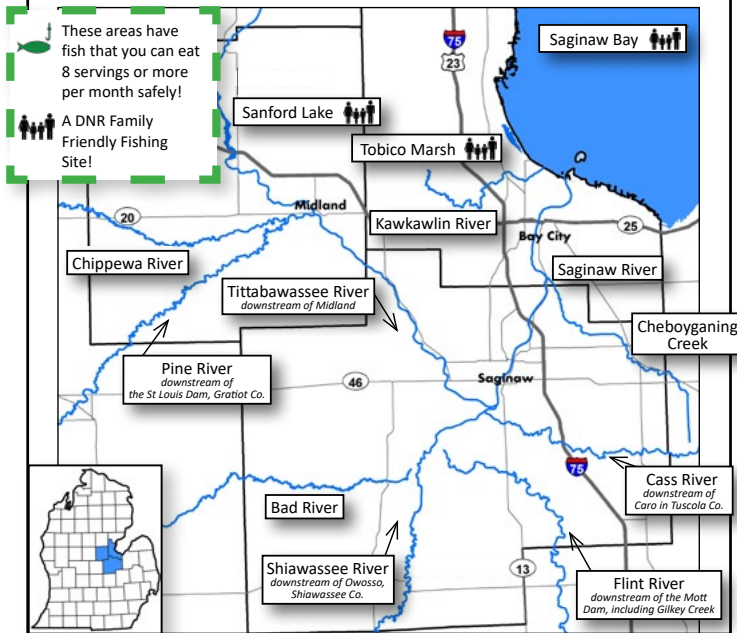 These areas have
fish that you can eat
8 servings or more
per month safely!
A DNR Family
Friendly Fishing
Site!
75
23
Saginaw Bay
Sanford Lake
Tobico Marsh
Midland
20
Kawkawlin River
Bay City
25
Chippewa River
Saginaw River
Tittabawassee River
downstream of Midland
Cheboyganing
Creek
Pine River
downstream of
the St Louis Dam, Gratiot Co.
46
Saginaw
75
Cass River
downstream of
Caro in Tuscola Co.
Bad River
Shiawassee River
downstream of Owosso,
Shiawassee Co.
13
Flint River
downstream of the Mott
Dam, including Gilkey Creek